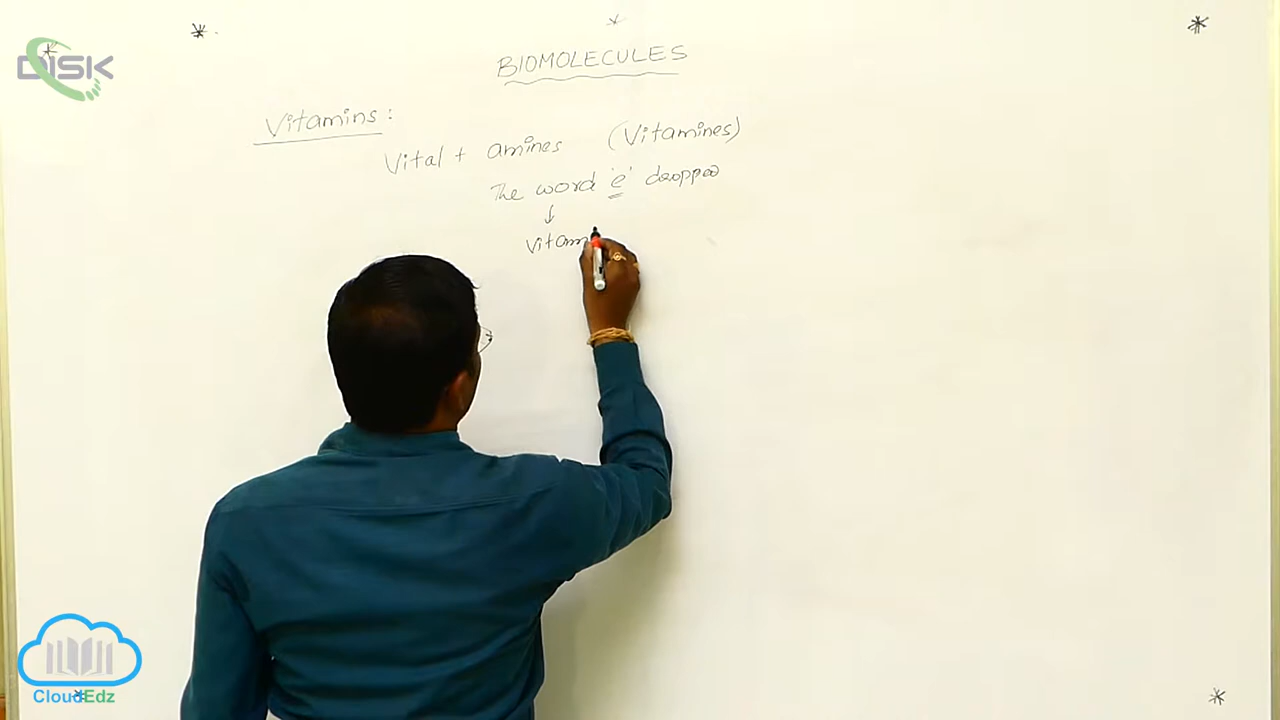 DISK
BIOMOLECULES
Vitamins:
Vital + amines (Vitamines)
The word 'e' dropped
↓
Vitam
CloudEdz